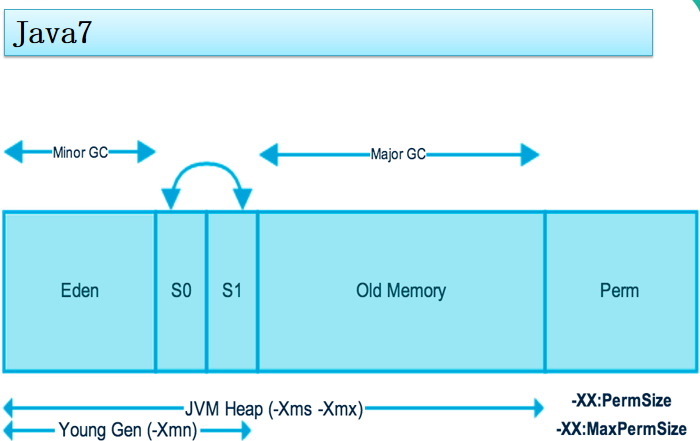 Java7
Minor GC
Major GC
Eden
S0
S1
Old Memory
Perm
JVM Heap (-Xms -Xmx)
-XX:PermSize
Young Gen (-Xmn)
-XX:MaxPermSize